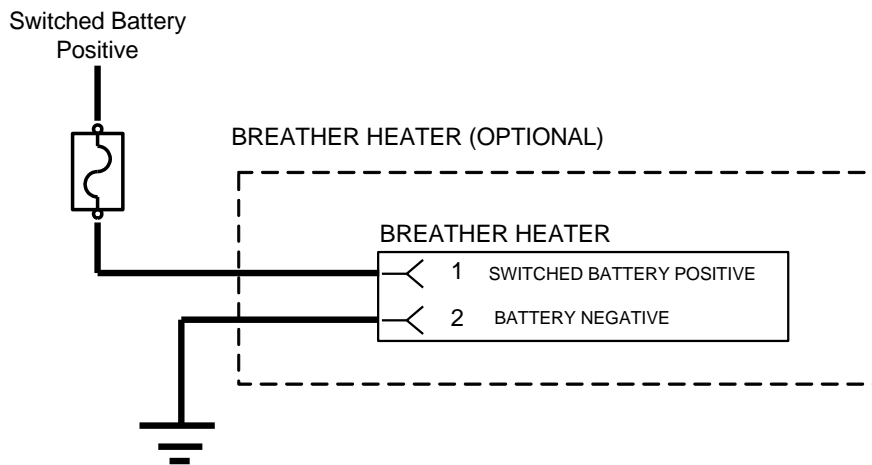 Switched Battery
Positive
BREATHER HEATER (OPTIONAL)
BREATHER HEATER
1 SWITCHED BATTERY POSITIVE
2 BATTERY NEGATIVE